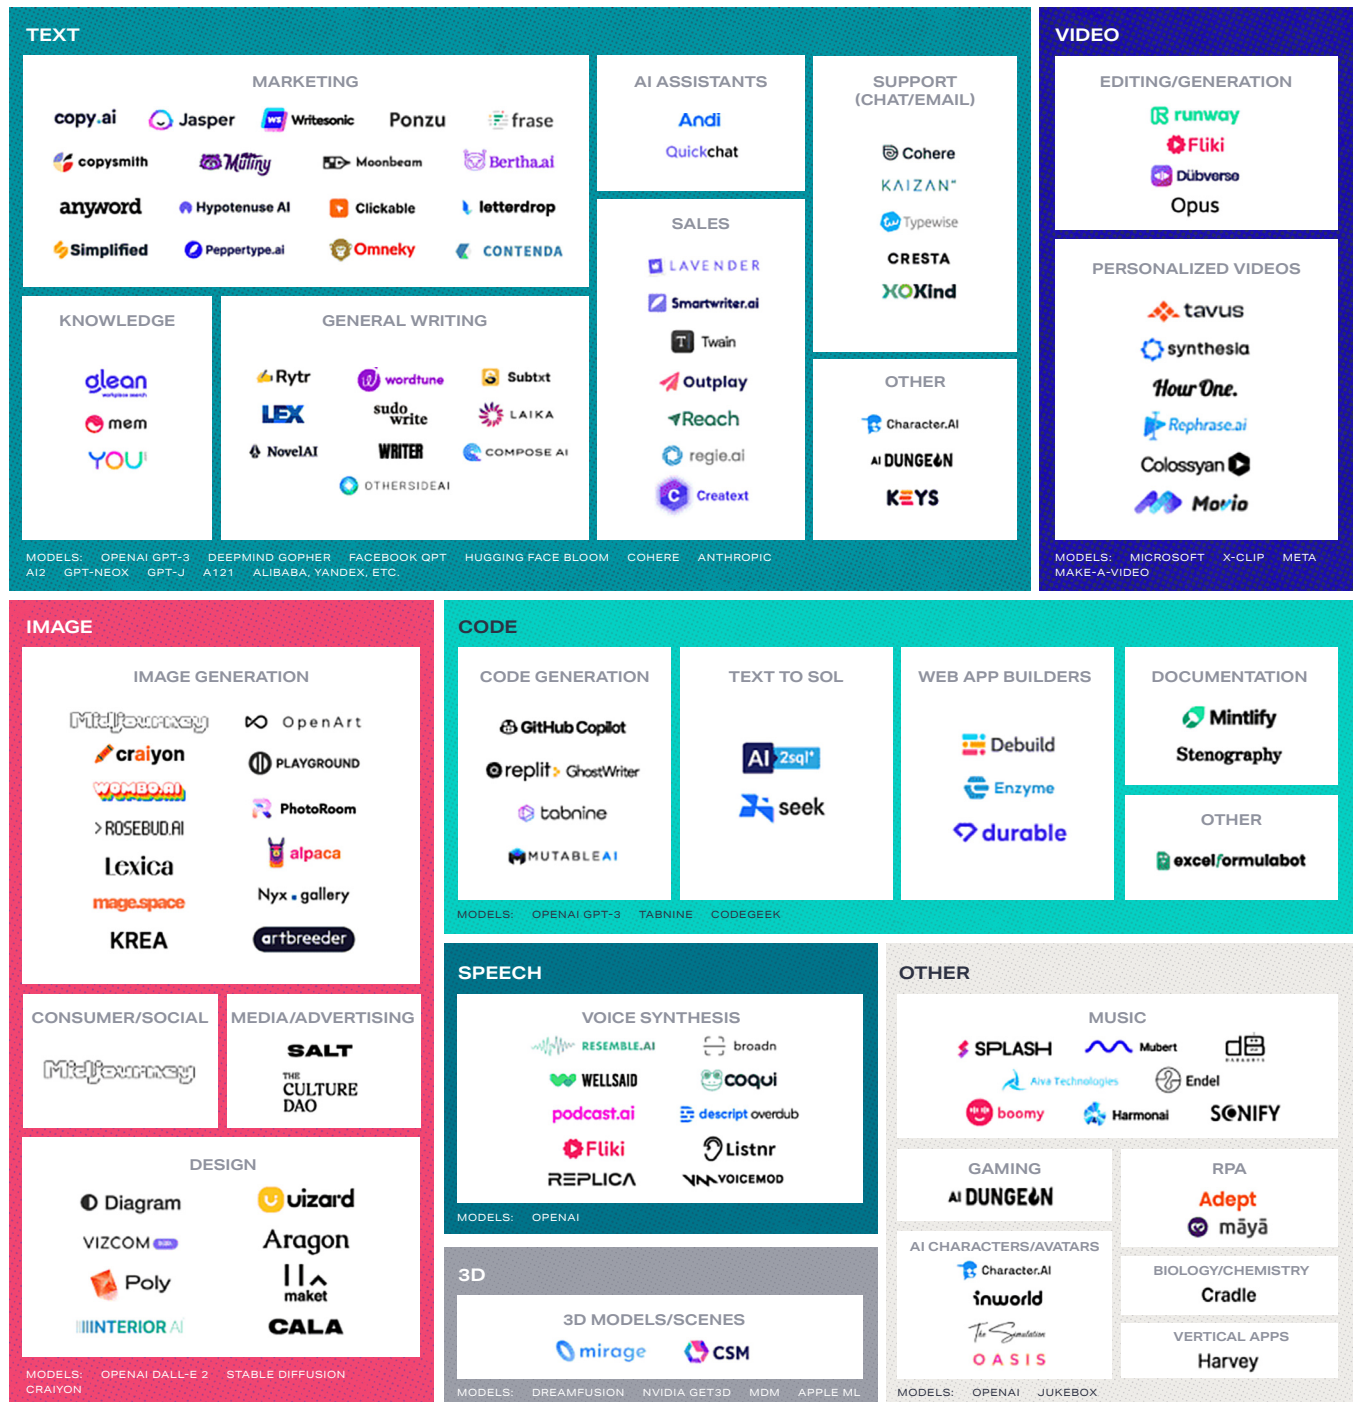 TEXT
MARKETING
copy.ai Jasper Writesonic Ponzu frase
copysmith Mutiny Moonbeam Bertha.ai
anyword Hypotenuse AI Clickable letterdrop
Simplified Peppertype.ai Omneky CONTENDA
AI ASSISTANTS
Andi
Quickchat
SUPPORT
(CHAT/EMAIL)
Cohere
KAIZAN
Typewise
CRESTA
XOKind
KNOWLEDGE
glean
workplace search
mem
YOU
GENERAL WRITING
Rytr wordtune Subtxt
LEX sudo write LAIKA
NovelAI WRITER COMPOSE AI
OTHERSIDEAI
SALES
LAVENDER
Smartwriter.ai
T Twain
Outplay
Reach
regie.ai
C Creatext
OTHER
Character.AI
AI DUNGEON
KEYS
MODELS: OPENAI GPT-3 DEEPMIND GOPHER FACEBOOK QPT HUGGING FACE BLOOM COHERE ANTHROPIC
AI2 GPT-NEOX GPT-J A121 ALIBABA, YANDEX, ETC.
VIDEO
EDITING/GENERATION
runway
Fliki
Dübverse
Opus
PERSONALIZED VIDEOS
tavus
synthesia
Hour One.
Rephrase.ai
Colossyan
Movio
MODELS: MICROSOFT X-CLIP META
MAKE-A-VIDEO
IMAGE
IMAGE GENERATION
Midjourney OpenArt
craiyon PLAYGROUND
WOMBO.AI PhotoRoom
ROSEBUD.AI alpaca
Lexica Nyx.gallery
mage.space artbreeder
KREA
CONSUMER/SOCIAL
Midjourney
MEDIA/ADVERTISING
SALT
THE
CULTURE
DAO
DESIGN
Diagram uizard
VIZCOM Aragon
Poly maket
INTERIOR AI CALA
MODELS: OPENAI DALL-E 2 STABLE DIFFUSION
CRAIYON
CODE
CODE GENERATION
GitHub Copilot
replit GhostWriter
tabnine
MUTABLEAI
TEXT TO SOL
AI 2sql
seek
WEB APP BUILDERS
Debuild
Enzyme
durable
DOCUMENTATION
Mintlify
Stenography
OTHER
excelformulabot
MODELS: OPENAI GPT-3 TABNINE CODEGEEK
SPEECH
VOICE SYNTHESIS
RESEMBLE.AI broadn
WELLSAID coqui
podcast.ai descript overdub
Fliki Listnr
REPLICA VOICEMOD
MODELS: OPENAI
3D
3D MODELS/SCENES
mirage CSM
MODELS: DREAMFUSION NVIDIA GET3D MDM APPLE ML
OTHER
MUSIC
SPLASH Mubert dB
Aiva Technologies Endel
boomy Harmonai SONIFY
GAMING
AI DUNGEON
RPA
Adept
māyā
AI CHARACTERS/AVATARS
Character.AI
inworld
The Simulation
OASIS
BIOLOGY/CHEMISTRY
Cradle
VERTICAL APPS
Harvey
MODELS: OPENAI JUKEBOX